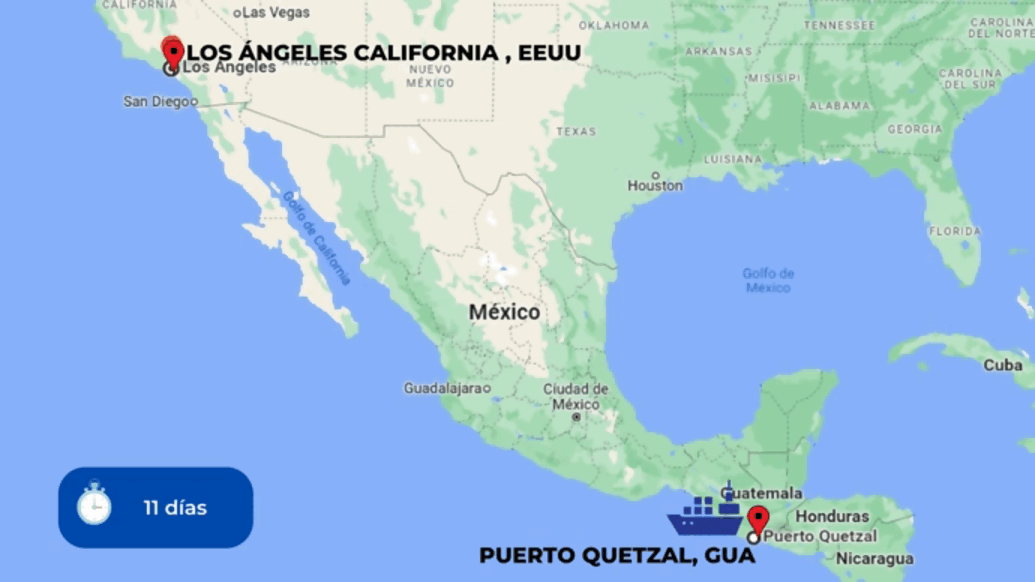 CALIFORNIA
Las Vegas
OKLAHOMA
TENNESSEE
CAROLINA
DEL NORTE
LOS ÁNGELES CALIFORNIA , EEUU
Los Ángeles
ARIZONA
NUEVO
MÉXICO
ARKANSAS
MISISIPI
CAROLINA
DEL SUR
San Diego
ALABAMA
TEXAS
GEORGIA
LUISIANA
Houston
Golfo de California
FLORIDA
Golfo de
México
México
Cuba
Guadalajara
Ciudad de
México
11 días
Guatemala
Honduras
Puerto Quetzal
PUERTO QUETZAL, GUA
Nicaragua